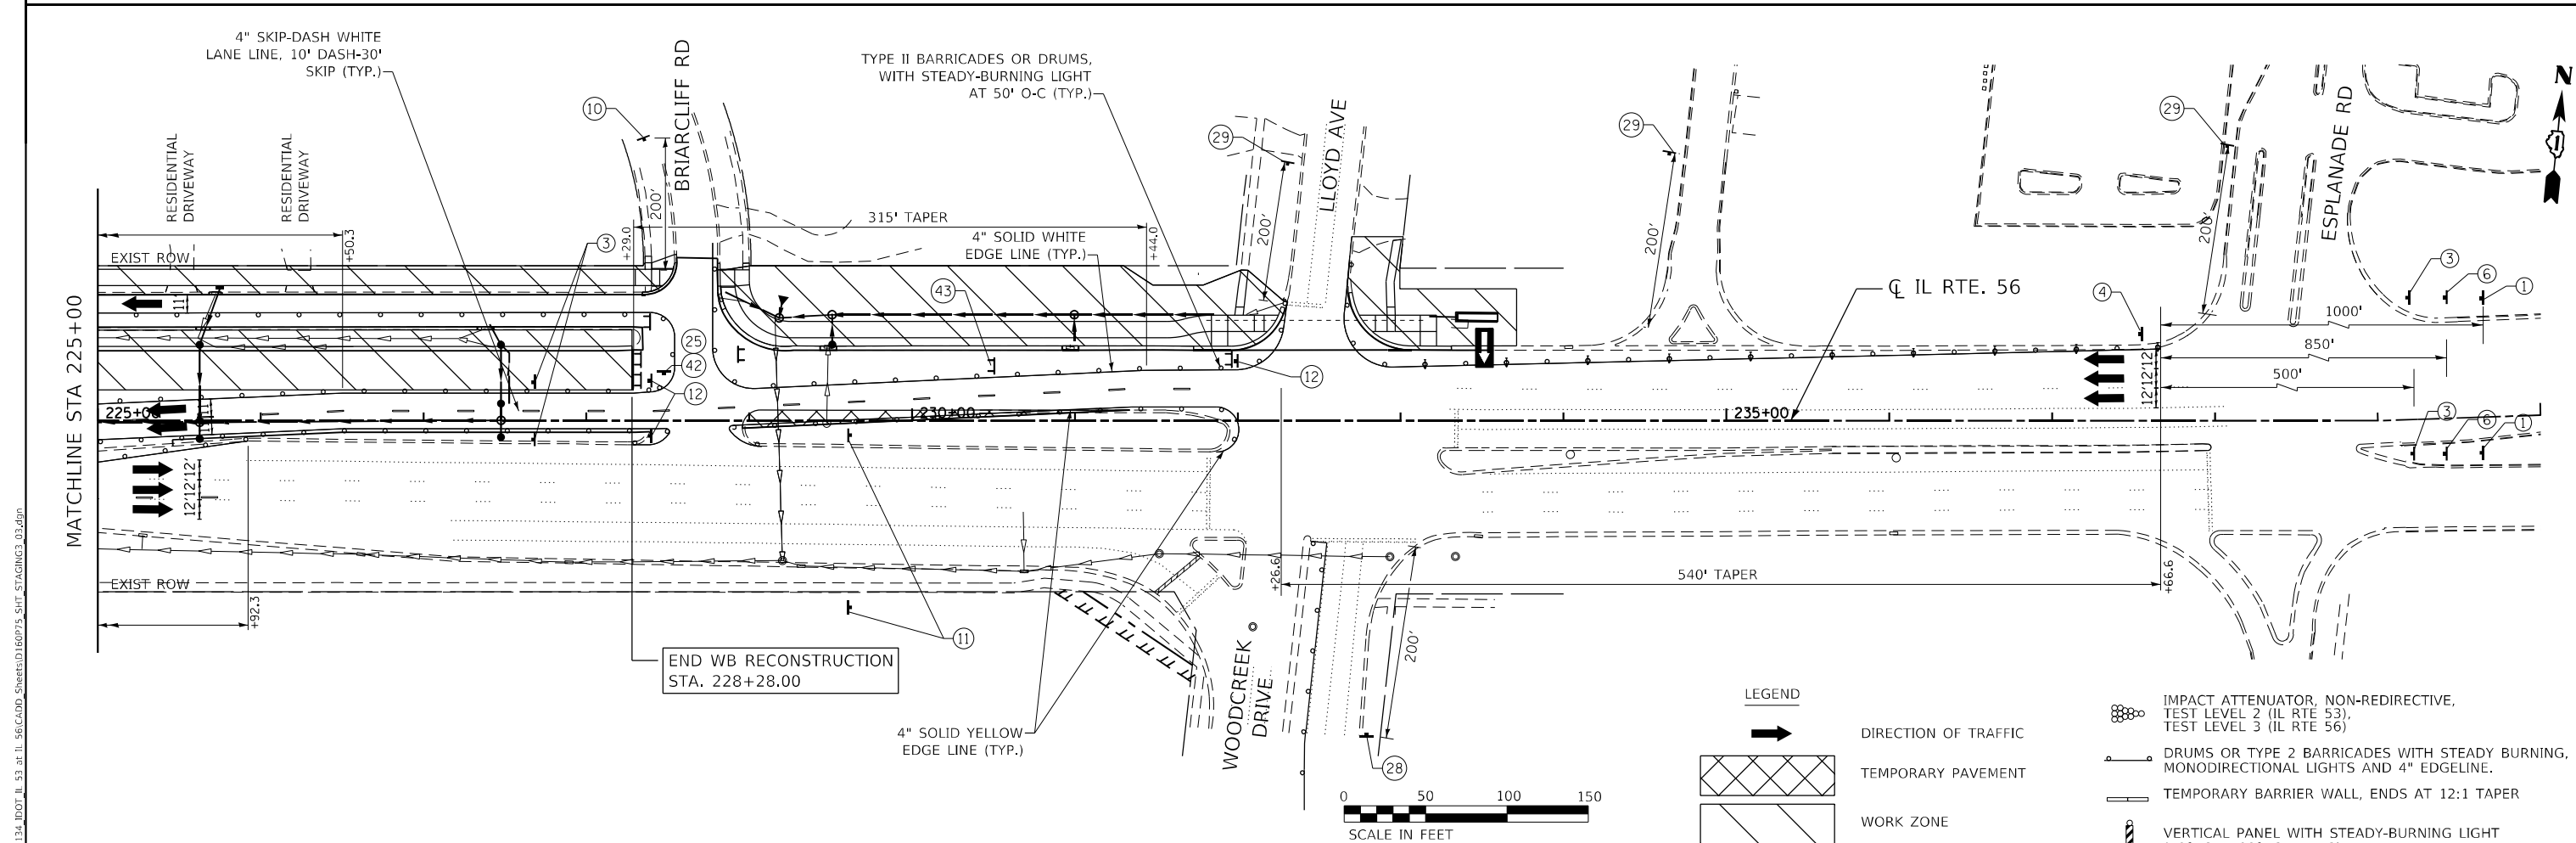 4" SKIP-DASH WHITE
LANE LINE, 10' DASH-30'
SKIP (TYP.)
BRIARCLIFF RD
TYPE II BARRICADES OR DRUMS,
WITH STEADY-BURNING LIGHT
AT 50' O-C (TYP.)
LLOYD AVE
ESPLANADE RD
N
10
29
29
29
RESIDENTIAL
DRIVEWAY
RESIDENTIAL
DRIVEWAY
200'
200'
200'
200'
315' TAPER
+50.3
+29.0
+44.0
3
4" SOLID WHITE
EDGE LINE (TYP.)
EXIST ROW
℄ IL RTE. 56
3
6
1
4
1000'
850'
500'
11'
43
25
42
12
12
MATCHLINE STA 225+00
225+00
230+00
235+00
12'12'12'
3
6
1
12'12'12'
EXIST ROW
+92.3
+26.6
540' TAPER
+66.6
11
END WB RECONSTRUCTION
STA. 228+28.00
4" SOLID YELLOW
EDGE LINE (TYP.)
WOODCREEK
DRIVE
200'
28
0 50 100 150
SCALE IN FEET
LEGEND
DIRECTION OF TRAFFIC
TEMPORARY PAVEMENT
WORK ZONE
IMPACT ATTENUATOR, NON-REDIRECTIVE,
TEST LEVEL 2 (IL RTE 53),
TEST LEVEL 3 (IL RTE 56)
DRUMS OR TYPE 2 BARRICADES WITH STEADY BURNING,
MONODIRECTIONAL LIGHTS AND 4" EDGELINE.
TEMPORARY BARRIER WALL, ENDS AT 12:1 TAPER
VERTICAL PANEL WITH STEADY-BURNING LIGHT